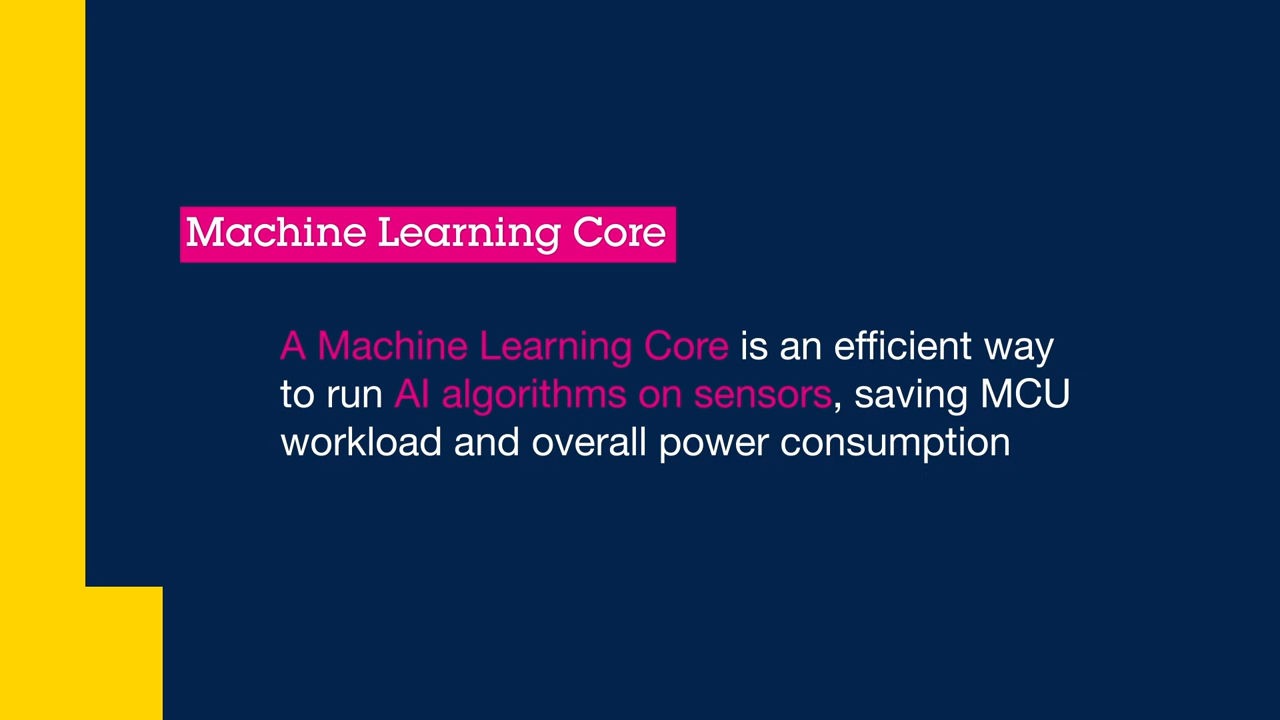 Machine Learning Core
A Machine Learning Core is an efficient way
to run AI algorithms on sensors, saving MCU
workload and overall power consumption